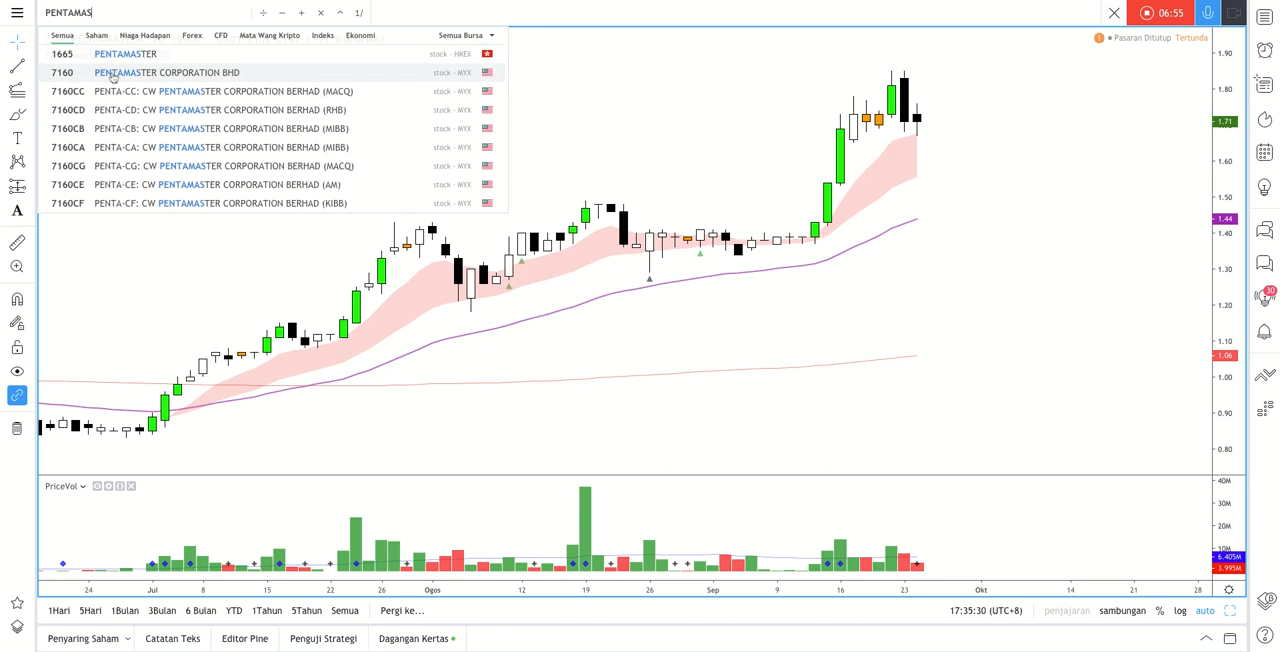 PENTAMAS ÷ − + × ^ 1/ 06:55
Semua Saham Niaga Hadapan Forex CFD Mata Wang Kripto Indeks Ekonomi Semua Bursa
1665 PENTAMASTER stock - HKEX
7160 PENTAMASTER CORPORATION BHD stock - MYX
7160CC PENTA-CC: CW PENTAMASTER CORPORATION BERHAD (MACQ) stock - MYX
7160CD PENTA-CD: CW PENTAMASTER CORPORATION BERHAD (RHB) stock - MYX
7160CB PENTA-CB: CW PENTAMASTER CORPORATION BERHAD (MIBB) stock - MYX
7160CA PENTA-CA: CW PENTAMASTER CORPORATION BERHAD (MIBB) stock - MYX
7160CG PENTA-CG: CW PENTAMASTER CORPORATION BERHAD (MACQ) stock - MYX
7160CE PENTA-CE: CW PENTAMASTER CORPORATION BERHAD (AM) stock - MYX
7160CF PENTA-CF: CW PENTAMASTER CORPORATION BERHAD (KIBB) stock - MYX
Pasaran Ditutup Tertunda
1.90
1.80
1.71
1.60
1.50
1.44
1.40
1.30
1.20
1.10
1.06
1.00
0.90
0.80
30
PriceVol
40M
30M
20M
10M
6.405M
3.995M
24 Jul 8 15 22 Ogos 12 19 26 Sep 9 16 23 Okt 14 21 28
1Hari 5Hari 1Bulan 3Bulan 6 Bulan YTD 1Tahun 5Tahun Semua Pergi ke... 17:35:30 (UTC+8) penjajaran sambungan % log auto
Penyaring Saham Catatan Teks Editor Pine Penguji Strategi Dagangan Kertas